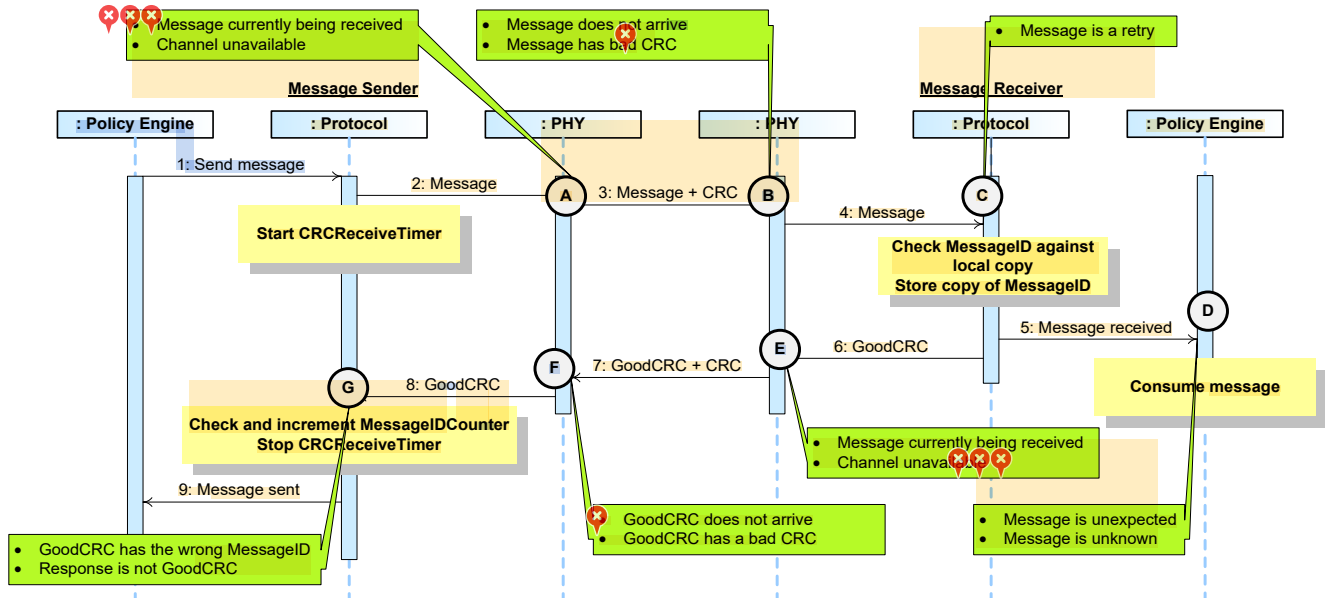 Message currently being received
Channel unavailable
Message does not arrive
Message has bad CRC
Message is a retry
Message Sender
Message Receiver
: Policy Engine
: Protocol
: PHY
: PHY
: Protocol
: Policy Engine
1: Send message
2: Message
A
3: Message + CRC
B
C
4: Message
Start CRCReceiveTimer
Check MessageID against
local copy
Store copy of MessageID
D
5: Message received
E
6: GoodCRC
F
7: GoodCRC + CRC
G
8: GoodCRC
Consume message
Check and increment MessageIDCounter
Stop CRCReceiveTimer
Message currently being received
Channel unavailable
9: Message sent
GoodCRC does not arrive
GoodCRC has a bad CRC
Message is unexpected
Message is unknown
GoodCRC has the wrong MessageID
Response is not GoodCRC